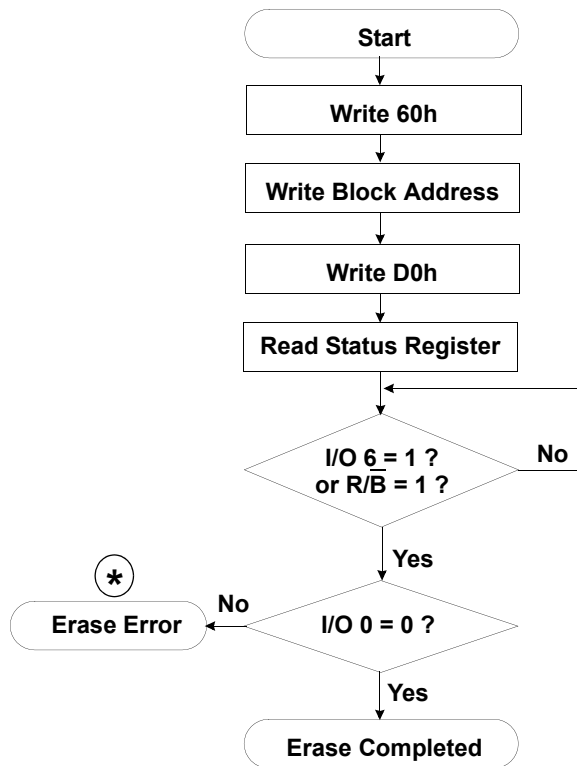 Start
Write 60h
Write Block Address
Write D0h
Read Status Register
I/O 6 = 1 ?
or R/B̅ = 1 ?
No
Yes
*
No
Erase Error
I/O 0 = 0 ?
Yes
Erase Completed